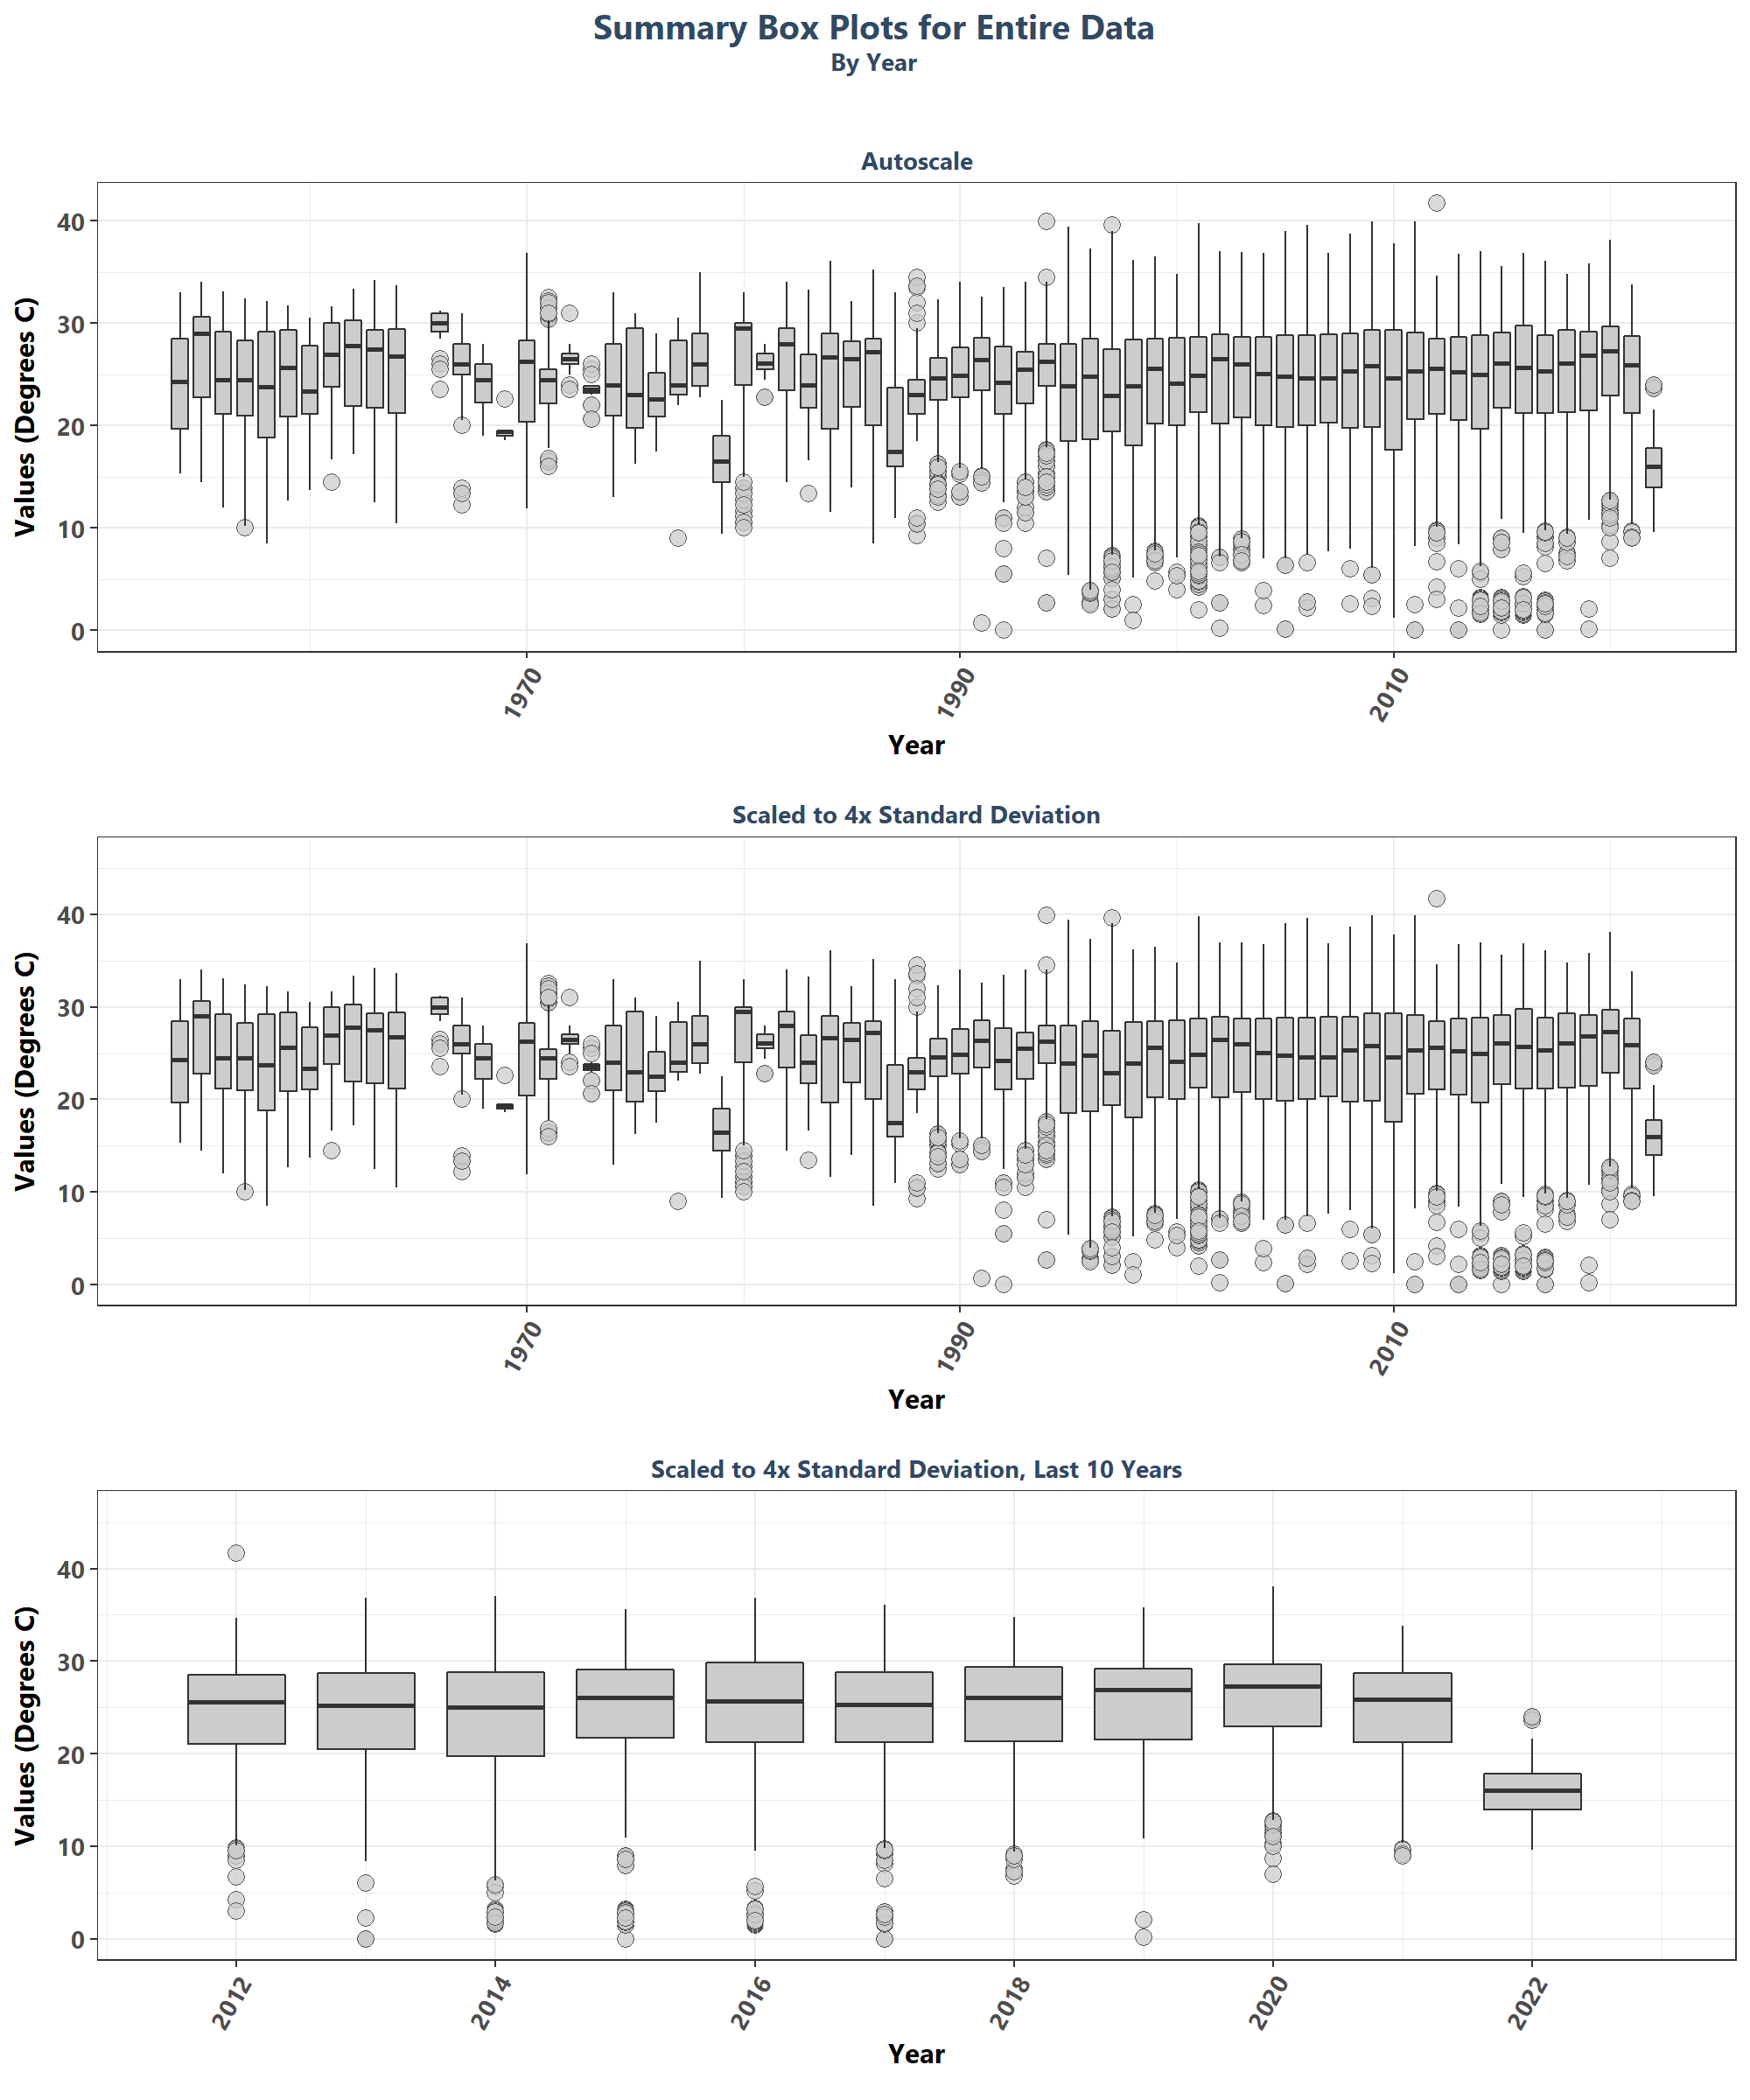 Summary Box Plots for Entire Data
By Year
Autoscale
Values (Degrees C)
40
30
20
10
0
1970
1990
2010
Year
Scaled to 4x Standard Deviation
Values (Degrees C)
40
30
20
10
0
1970
1990
2010
Year
Scaled to 4x Standard Deviation, Last 10 Years
Values (Degrees C)
40
30
20
10
0
2012
2014
2016
2018
2020
2022
Year